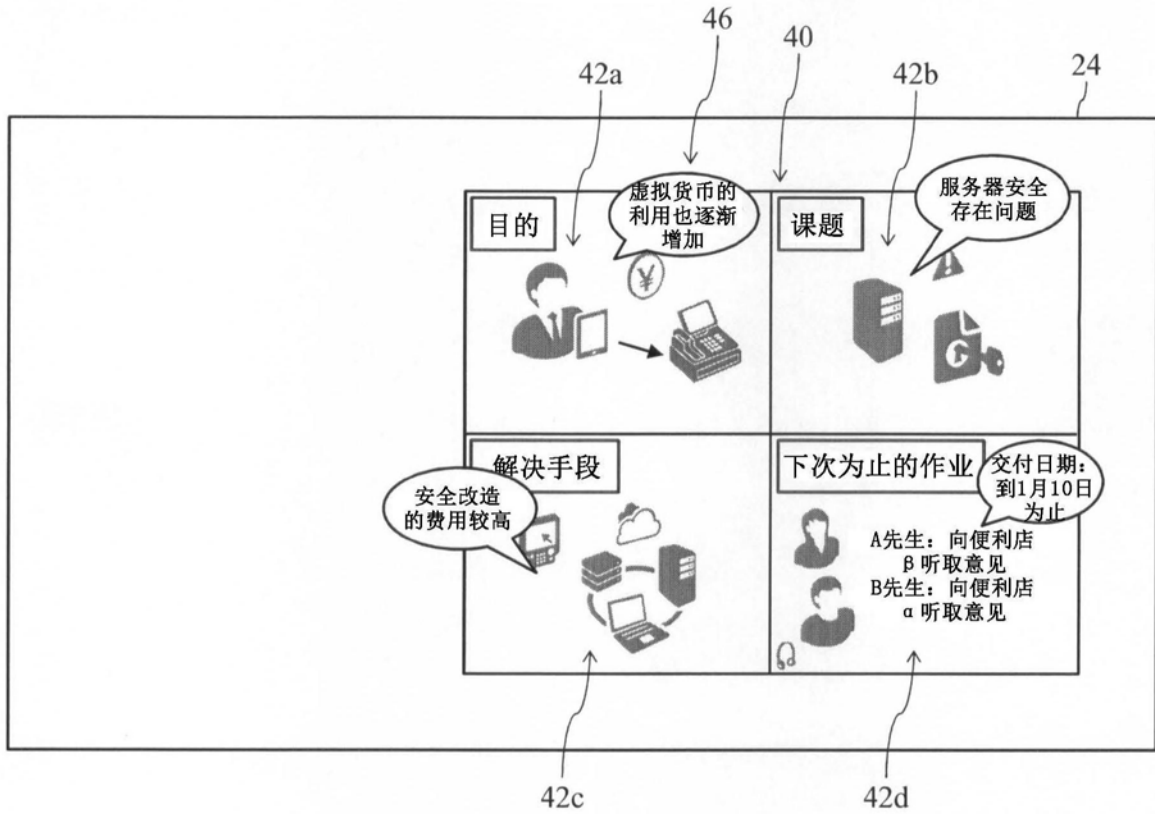 46
40
42a
42b
24
目的
虚拟货币的
利用也逐渐
增加
¥
课题
服务器安全
存在问题
解决手段
安全改造
的费用较高
下次为止的作业
交付日期：
到1月10日
为止
A先生：向便利店
β听取意见
B先生：向便利店
α听取意见
42c
42d